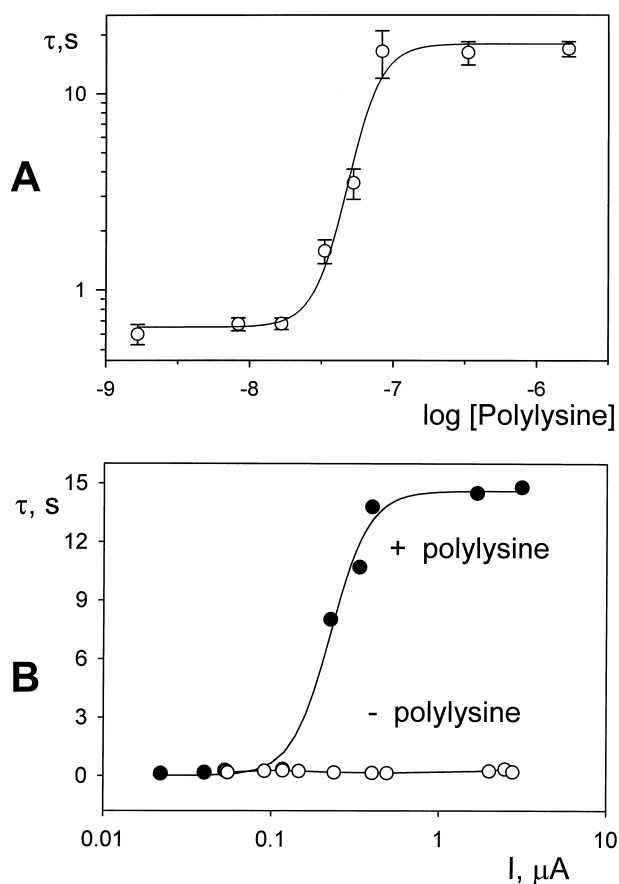 τ,s
10
A
1
-9 -8 -7 -6
log [Polylysine]
15
τ, s
12
+ polylysine
9
6
B
- polylysine
3
0
0.01 0.1 1 10
I, μA